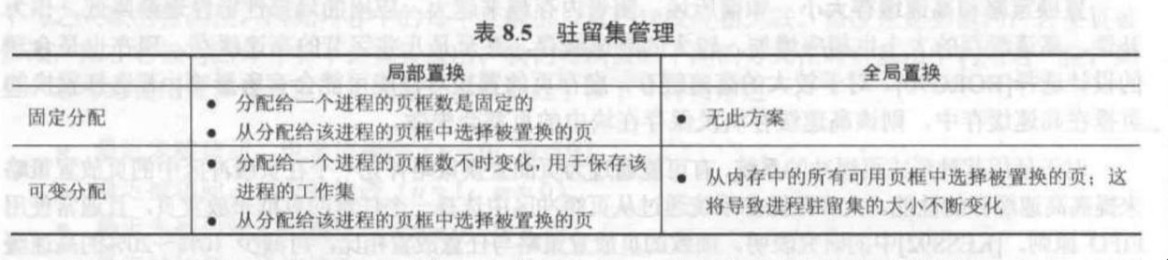 表 8.5 驻留集管理
局部置换 全局置换
固定分配
● 分配给一个进程的页框数是固定的
● 从分配给该进程的页框中选择被置换的页
● 无此方案
可变分配
● 分配给一个进程的页框数不时变化,用于保存该
进程的工作集
● 从分配给该进程的页框中选择被置换的页
● 从内存中的所有可用页框中选择被置换的页;这
将导致进程驻留集的大小不断变化